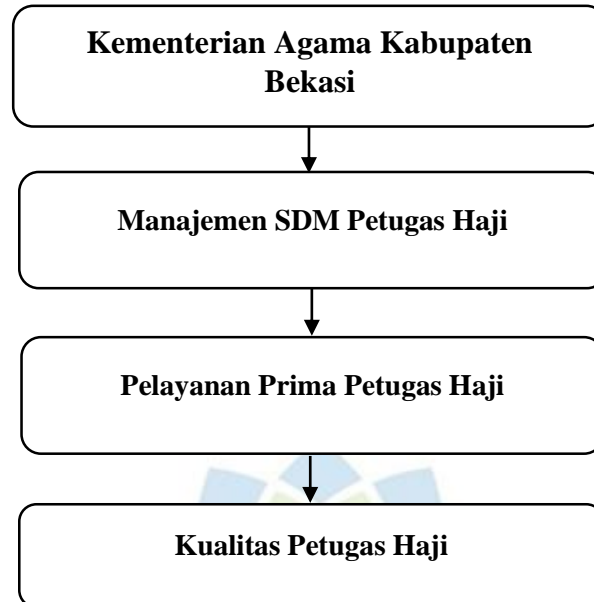 Kementerian Agama Kabupaten
Bekasi
Manajemen SDM Petugas Haji
Pelayanan Prima Petugas Haji
Kualitas Petugas Haji